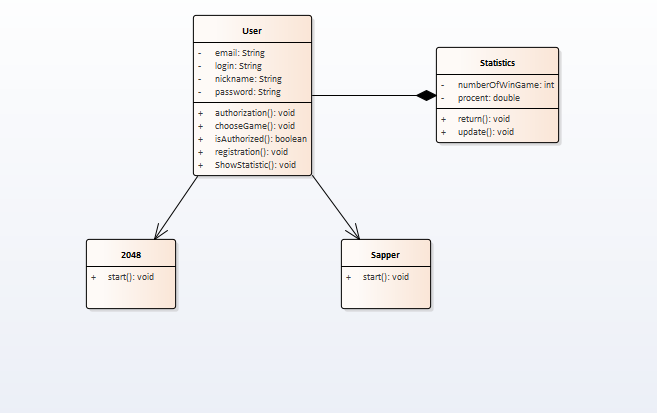 User
- email: String
- login: String
- nickname: String
- password: String
+ authorization(): void
+ chooseGame(): void
+ isAuthorized(): boolean
+ registration(): void
+ ShowStatistic(): void
Statistics
- numberOfWinGame: int
- procent: double
+ return(): void
+ update(): void
2048
+ start(): void
Sapper
+ start(): void